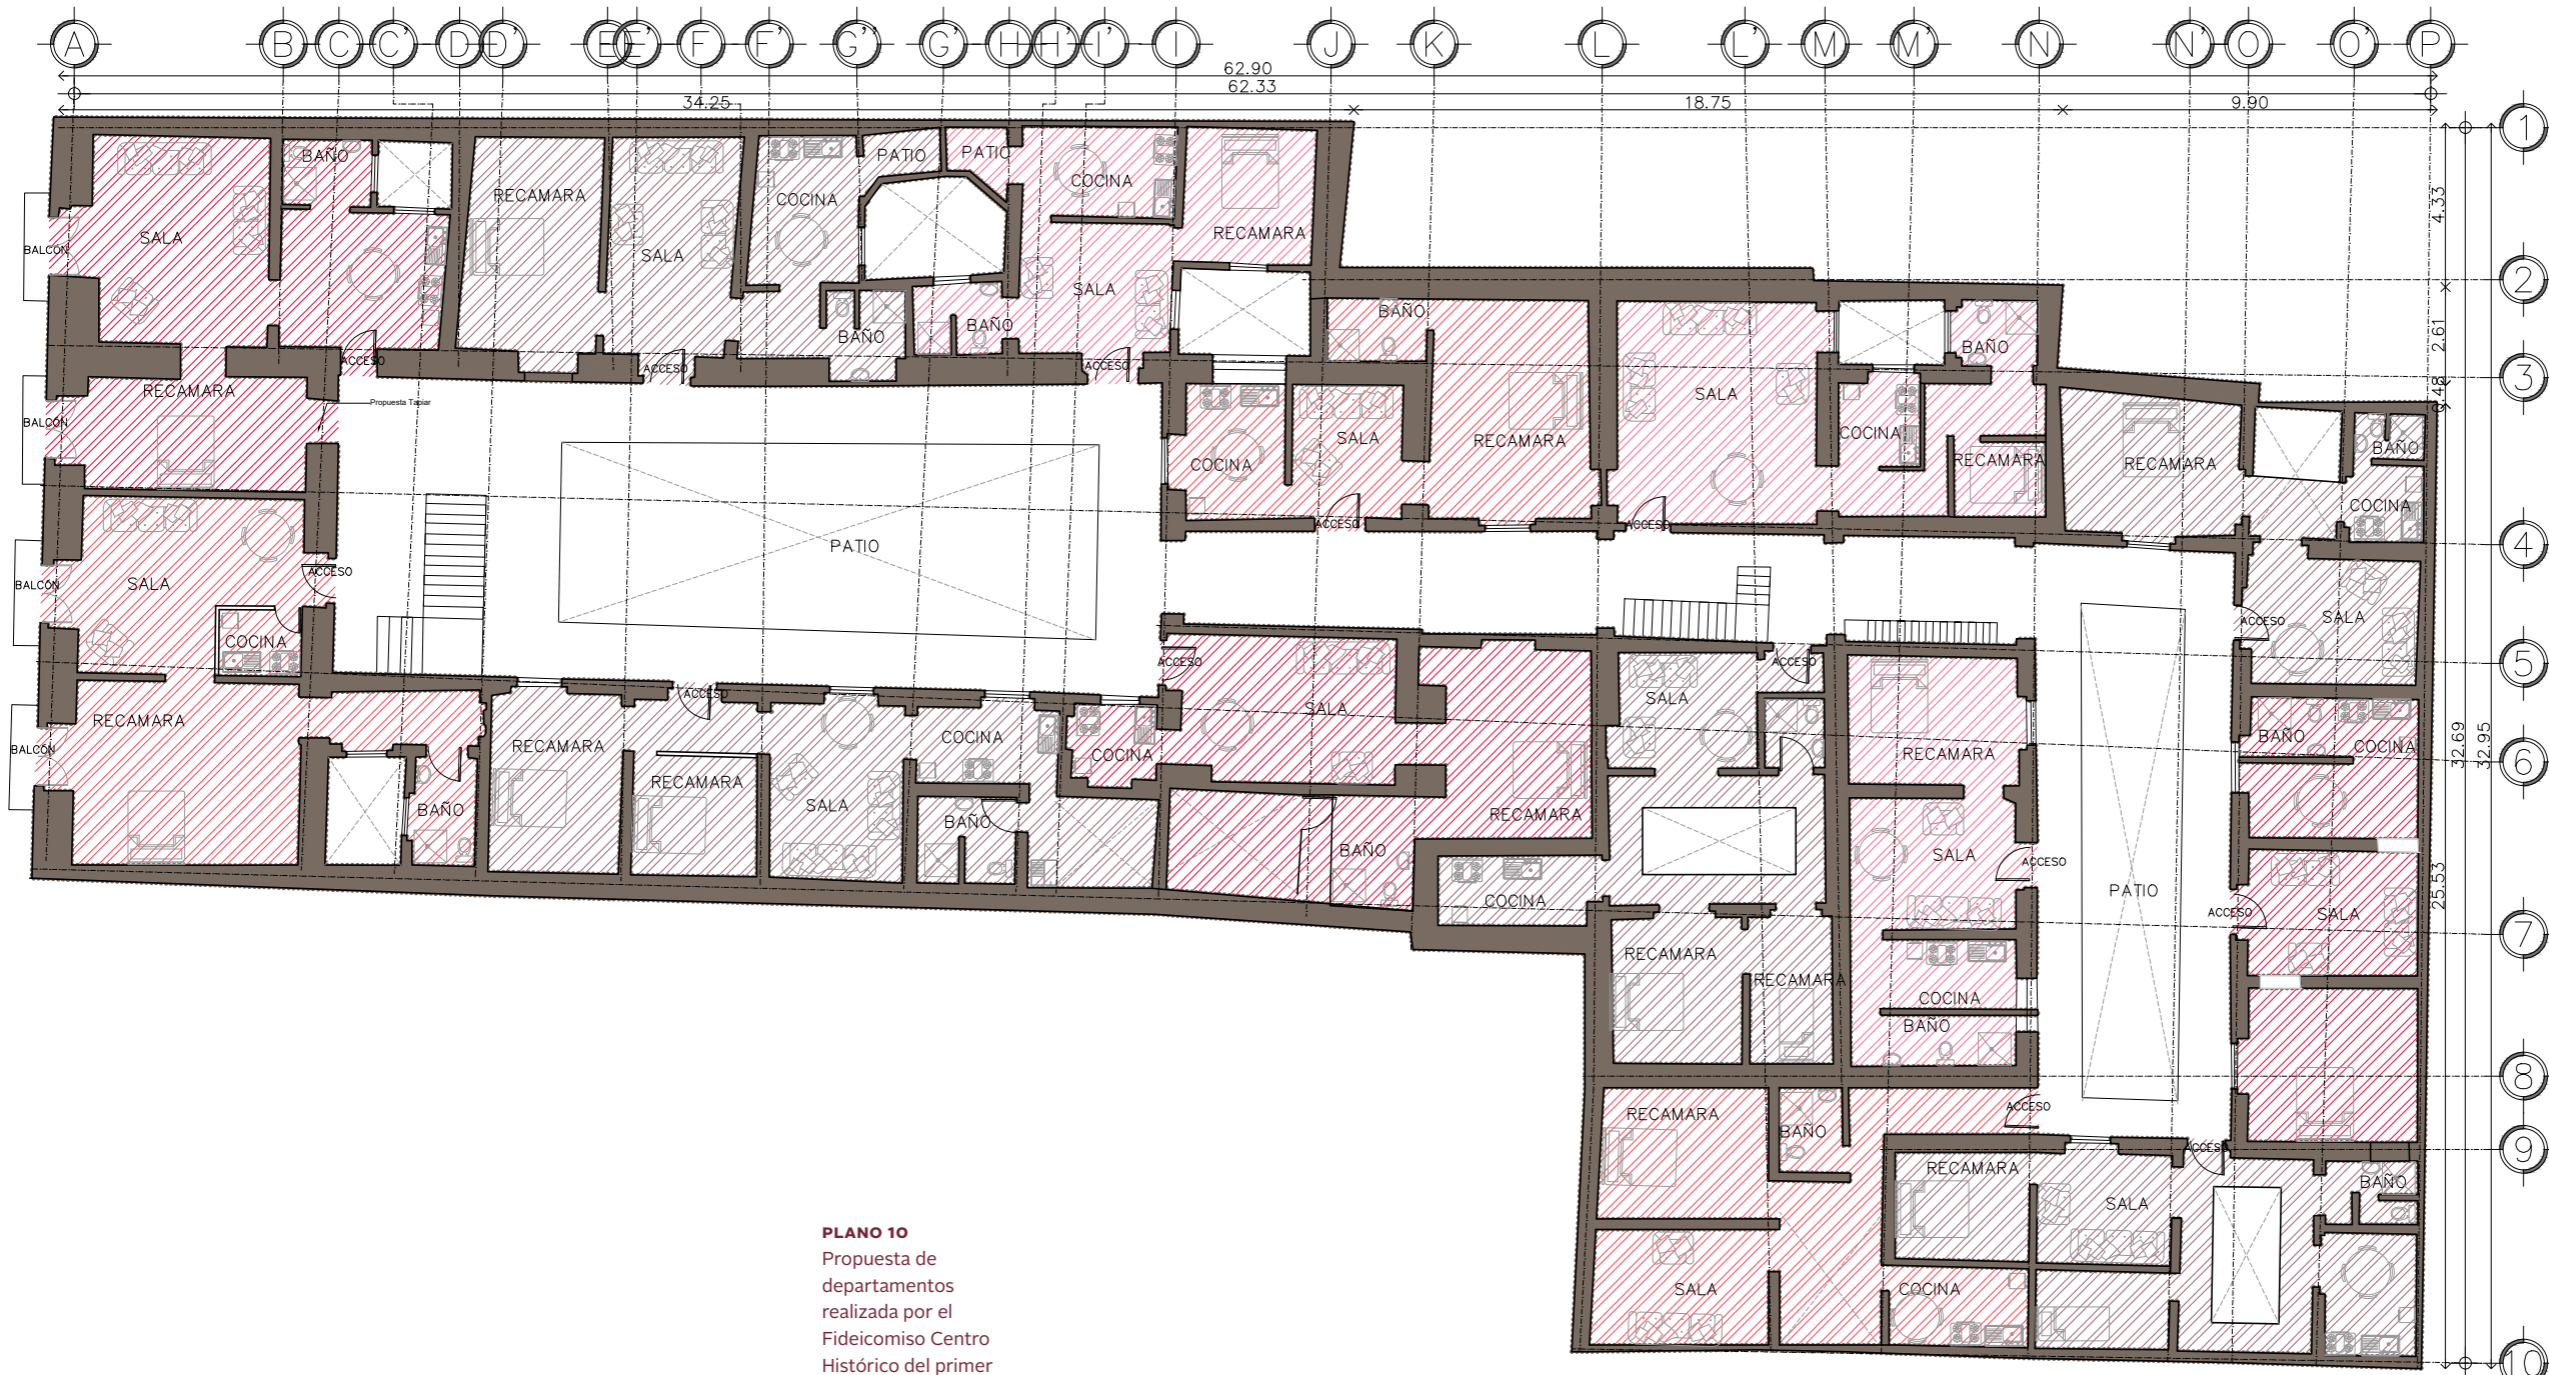 A B C C' D D' E E' F F' G'' G' H H' I' I J K L L' M M' N N' O O' P
62.90
62.33
34.25 18.75 9.90
1
BAÑO PATIO PATIO
COCINA
RECAMARA COCINA
4.33
SALA SALA RECAMARA
BALCÓN
2
SALA
BAÑO
BAÑO BAÑO BAÑO
2.61
ACCESO ACCESO ACCESO
3
RECAMARA SALA
Propuesta Tapiar
0.48
BALCÓN
COCINA SALA RECAMARA COCINA RECAMARA RECAMARA BAÑO
COCINA
ACCESO ACCESO
PATIO
4
ACCESO
BALCÓN SALA
SALA
ACCESO
COCINA
ACCESO ACCESO
5
ACCESO SALA
RECAMARA SALA
BALCÓN RECAMARA COCINA COCINA RECAMARA BAÑO COCINA
32.69
32.95
6
RECAMARA
BAÑO SALA BAÑO RECAMARA
BAÑO SALA ACCESO
PATIO
25.53
COCINA ACCESO SALA
7
RECAMARA
RECAMARA
COCINA
BAÑO
8
RECAMARA ACCESO
BAÑO
ACCESO
9
RECAMARA BAÑO
SALA
SALA COCINA
10
PLANO 10
Propuesta de
departamentos
realizada por el
Fideicomiso Centro
Histórico del primer